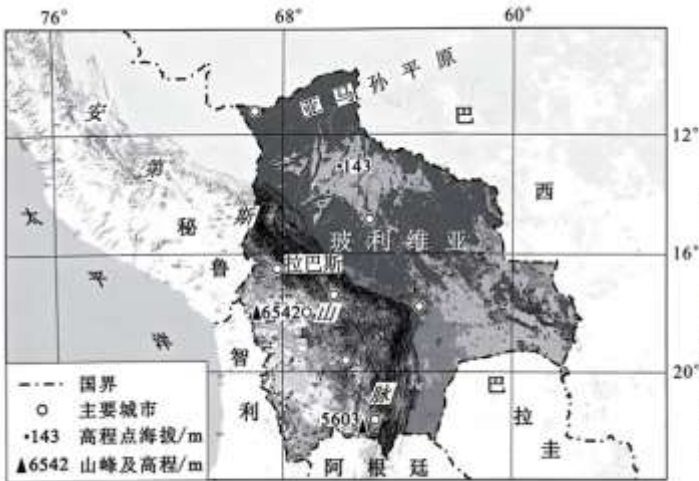 76° 68° 60°
亚马孙平原
安第斯山脉
巴西
12°
·143
秘鲁
玻利维亚
16°
拉巴斯
太平洋
▲6542
智利
20°
巴拉圭
5603▲
阿根廷
国界
主要城市
·143 高程点海拔/m
▲6542 山峰及高程/m